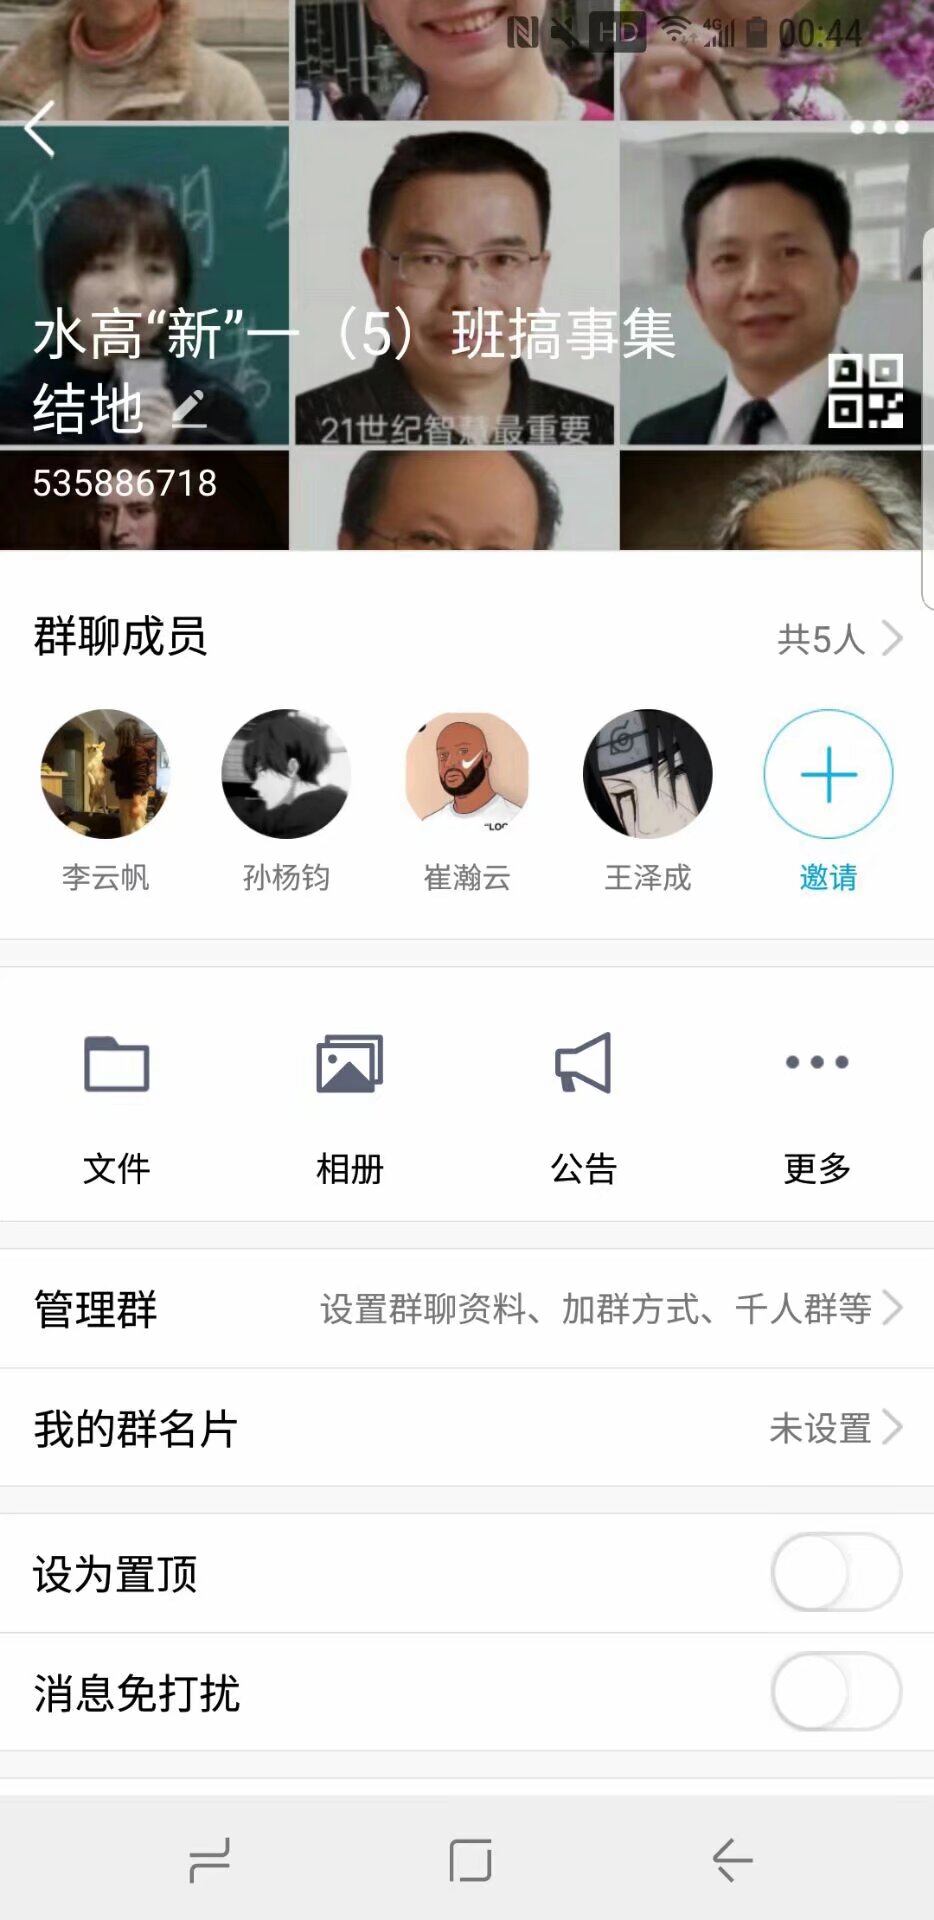 HD 4G 00:44
水高“新”一（5）班搞事集
结地
21世纪智慧最重要
535886718
群聊成员 共5人
李云帆 孙杨钧 崔瀚云 王泽成 邀请
文件 相册 公告 更多
管理群 设置群聊资料、加群方式、千人群等
我的群名片 未设置
设为置顶
消息免打扰